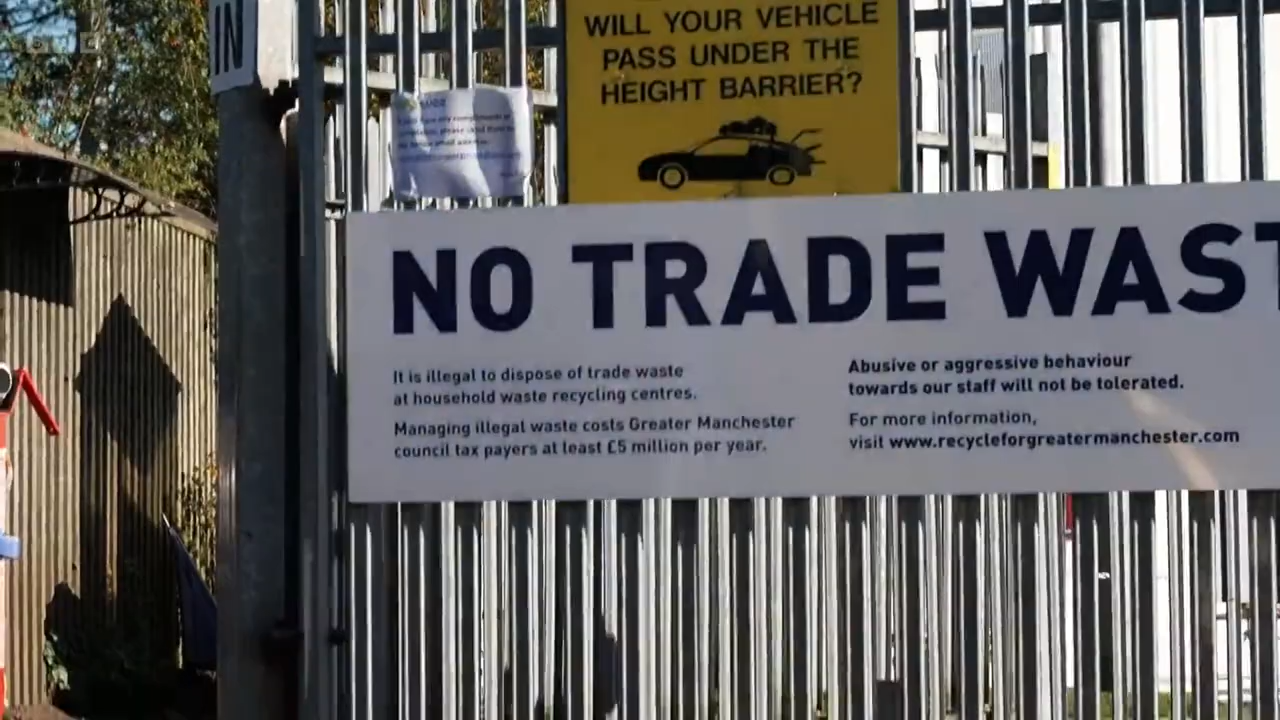 IN
WILL YOUR VEHICLE
PASS UNDER THE
HEIGHT BARRIER?
NO TRADE WAST
It is illegal to dispose of trade waste
at household waste recycling centres.
Managing illegal waste costs Greater Manchester
council tax payers at least £5 million per year.
Abusive or aggressive behaviour
towards our staff will not be tolerated.
For more information,
visit www.recycleforgreatermanchester.com